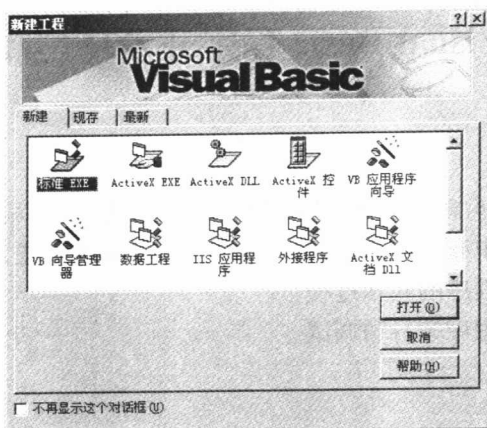 新建工程
Microsoft
Visual Basic
新建 现存 最新
标准 EXE ActiveX EXE ActiveX DLL ActiveX 控件 VB 应用程序向导
VB 向导管理器 数据工程 IIS 应用程序 外接程序 ActiveX 文档 Dll
打开(O)
取消
帮助(H)
不再显示这个对话框(D)